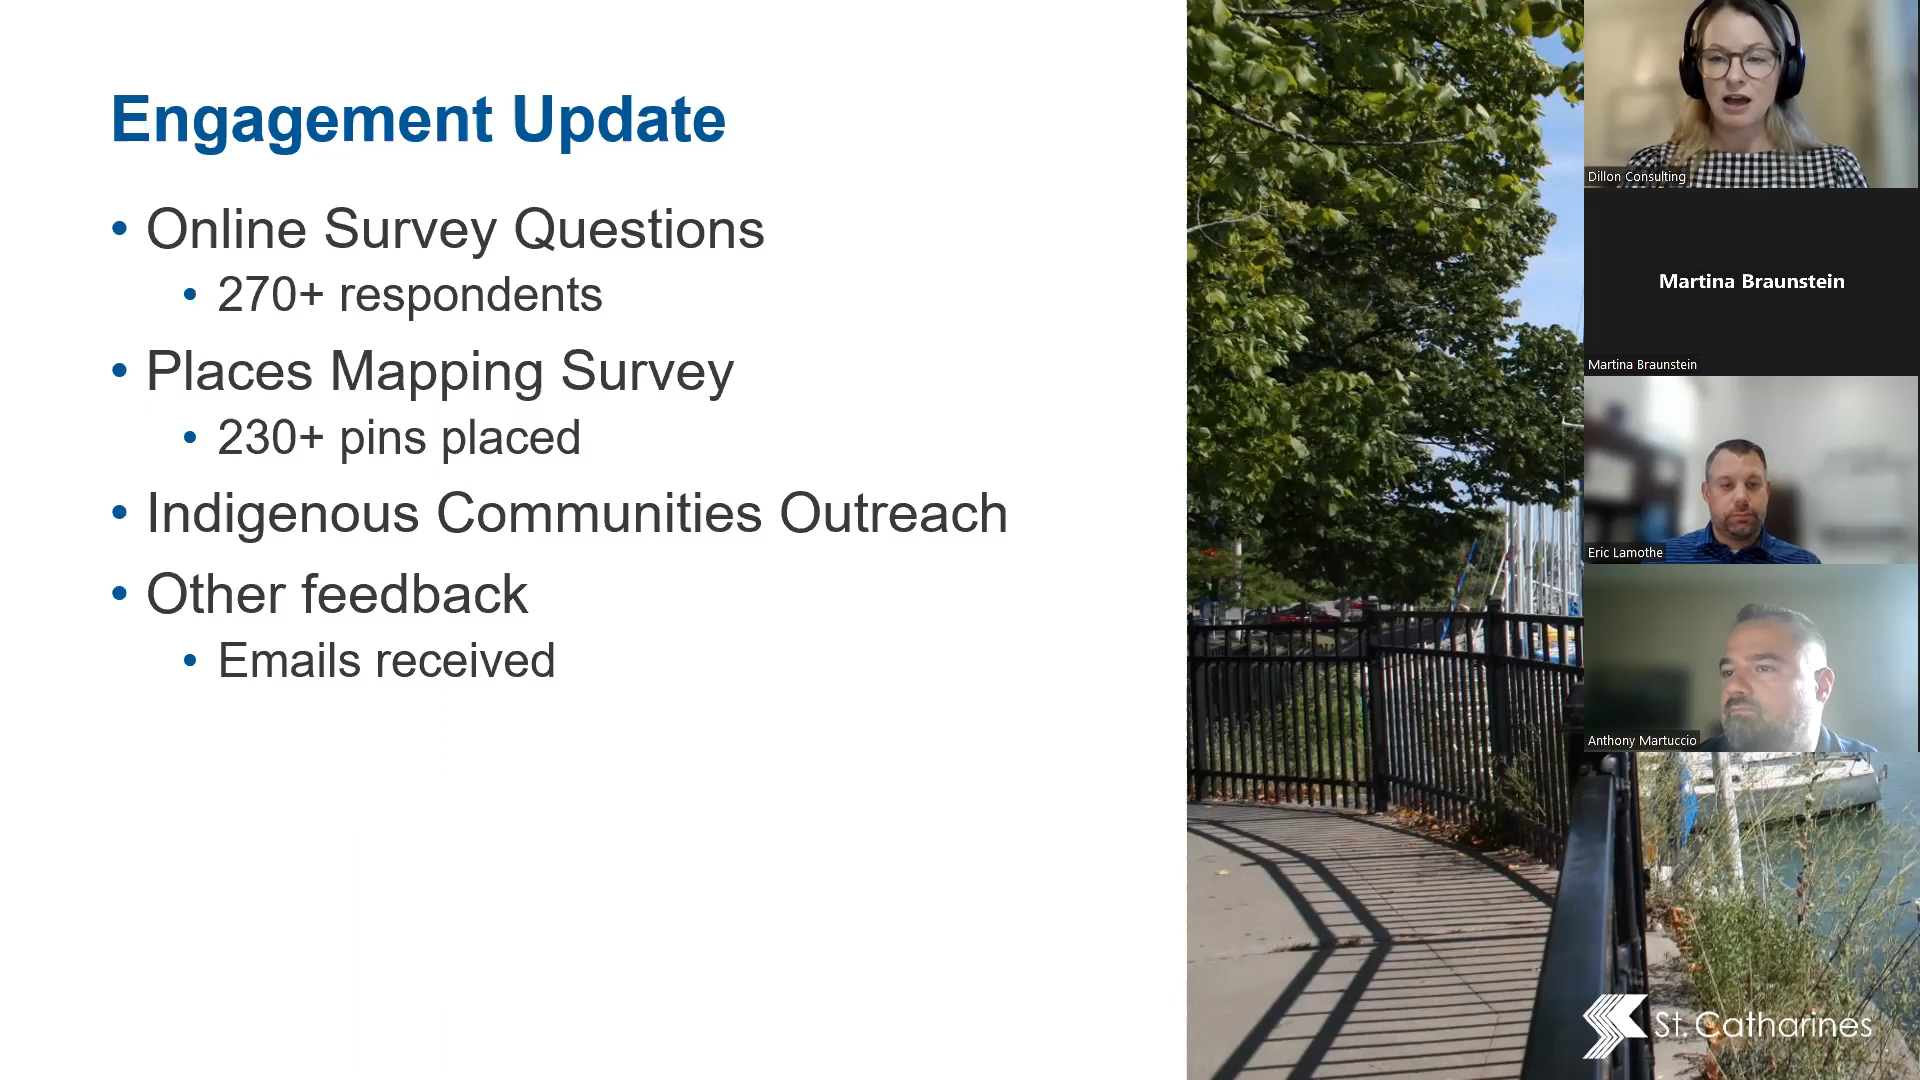 Engagement Update
• Online Survey Questions
• 270+ respondents
• Places Mapping Survey
• 230+ pins placed
• Indigenous Communities Outreach
• Other feedback
• Emails received
Dillon Consulting
Martina Braunstein
Martina Braunstein
Eric Lamothe
Anthony Martuccio
St. Catharines